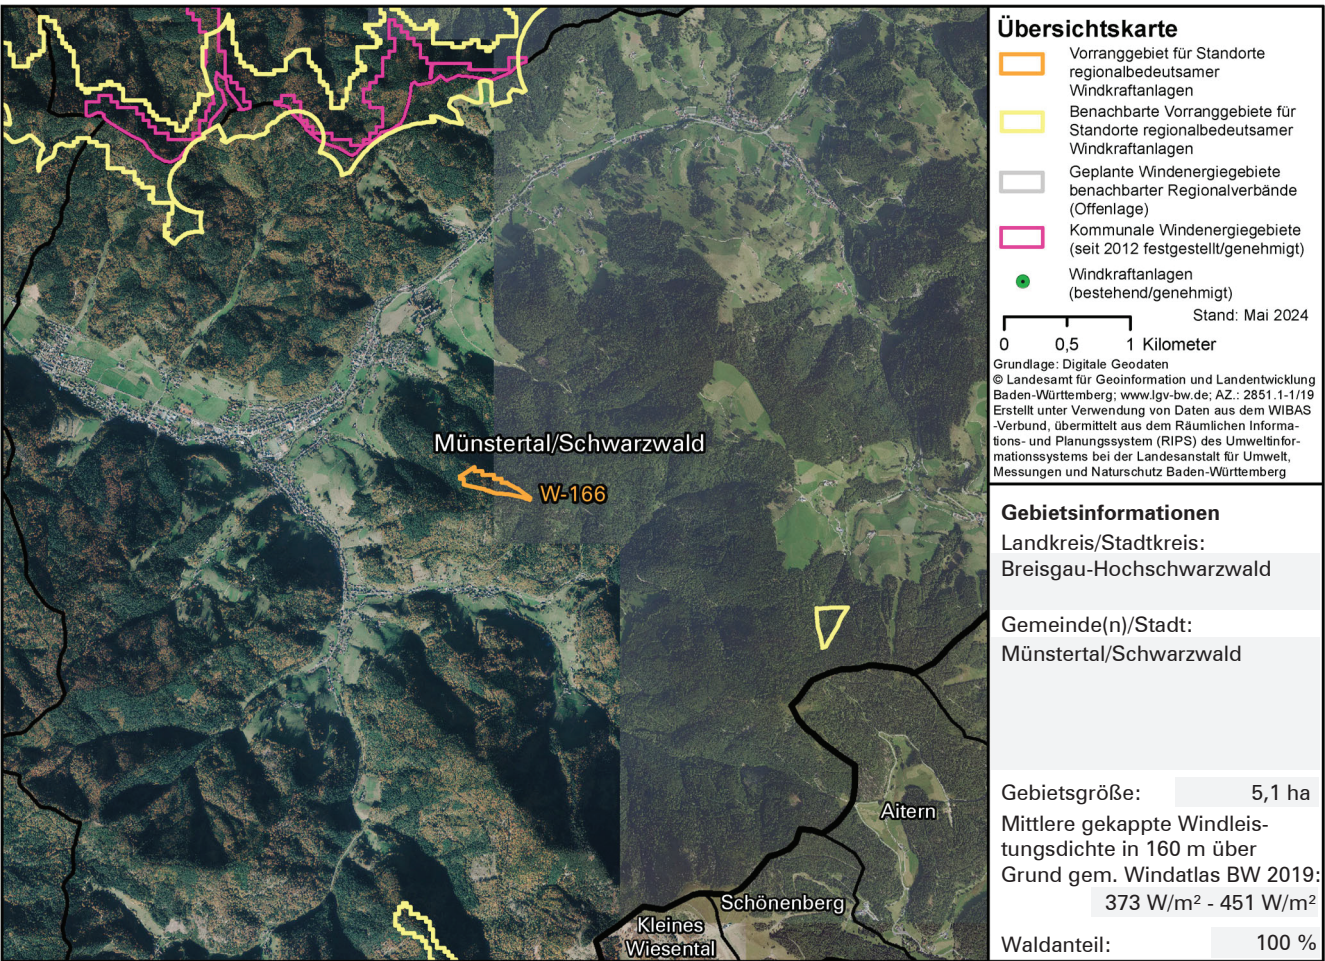 Münstertal/Schwarzwald
W-166
Aitern
Schönenberg
Kleines
Wiesental
Übersichtskarte
Vorranggebiet für Standorte
regionalbedeutsamer
Windkraftanlagen
Benachbarte Vorranggebiete für
Standorte regionalbedeutsamer
Windkraftanlagen
Geplante Windenergiegebiete
benachbarter Regionalverbände
(Offenlage)
Kommunale Windenergiegebiete
(seit 2012 festgestellt/genehmigt)
Windkraftanlagen
(bestehend/genehmigt)
Stand: Mai 2024
0 0,5 1 Kilometer
Grundlage: Digitale Geodaten
© Landesamt für Geoinformation und Landentwicklung
Baden-Württemberg; www.lgv-bw.de; AZ.: 2851.1-1/19
Erstellt unter Verwendung von Daten aus dem WIBAS
-Verbund, übermittelt aus dem Räumlichen Informa-
tions- und Planungssystem (RIPS) des Umweltinfor-
mationssystems bei der Landesanstalt für Umwelt,
Messungen und Naturschutz Baden-Württemberg
Gebietsinformationen
Landkreis/Stadtkreis:
Breisgau-Hochschwarzwald
Gemeinde(n)/Stadt:
Münstertal/Schwarzwald
Gebietsgröße: 5,1 ha
Mittlere gekappte Windleis-
tungsdichte in 160 m über
Grund gem. Windatlas BW 2019:
373 W/m² - 451 W/m²
Waldanteil: 100 %